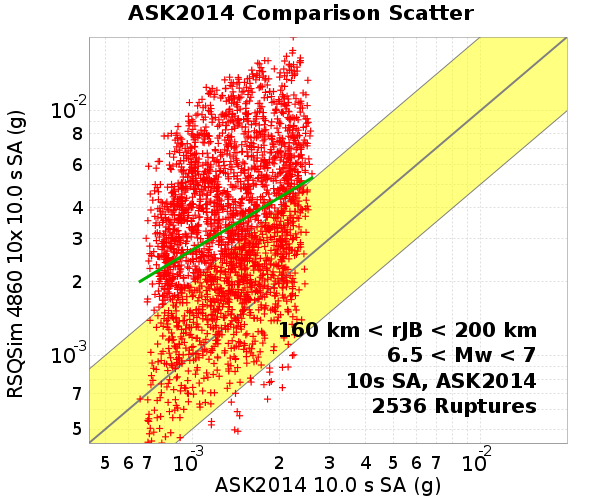 ASK2014 Comparison Scatter
RSQSim 4860 10x 10.0 s SA (g)
10-2
8
6
4
3
2
10-3
7
5
160 km < rJB < 200 km
6.5 < Mw < 7
10s SA, ASK2014
2536 Ruptures
5 6 7 10-3 2 3 4 5 6 7 10-2
ASK2014 10.0 s SA (g)